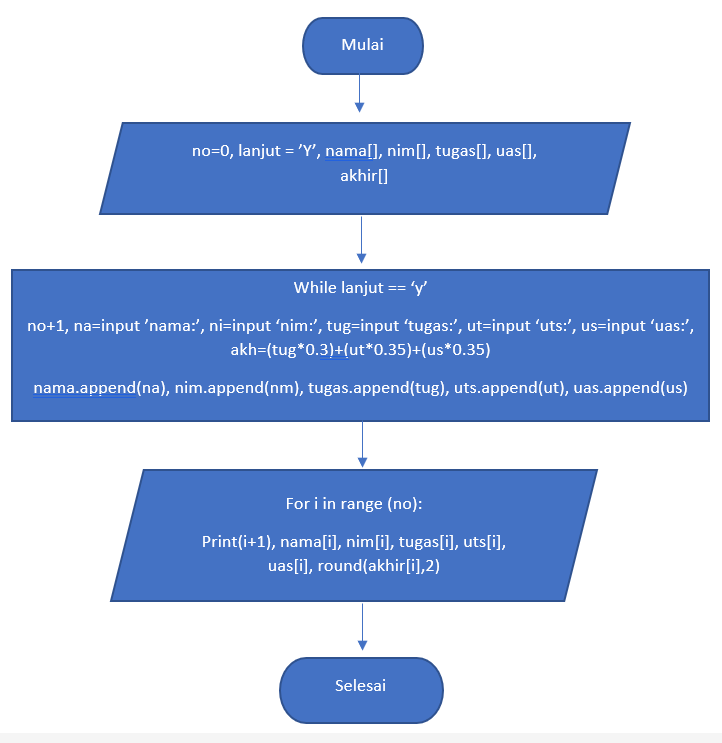 Mulai
no=0, lanjut = ’Y’, nama[], nim[], tugas[], uas[],
akhir[]
While lanjut == ‘y’
no+1, na=input ’nama:’, ni=input ‘nim:’, tug=input ‘tugas:’, ut=input ‘uts:’, us=input ‘uas:’,
akh=(tug*0.3)+(ut*0.35)+(us*0.35)
nama.append(na), nim.append(nm), tugas.append(tug), uts.append(ut), uas.append(us)
For i in range (no):
Print(i+1), nama[i], nim[i], tugas[i], uts[i],
uas[i], round(akhir[i],2)
Selesai